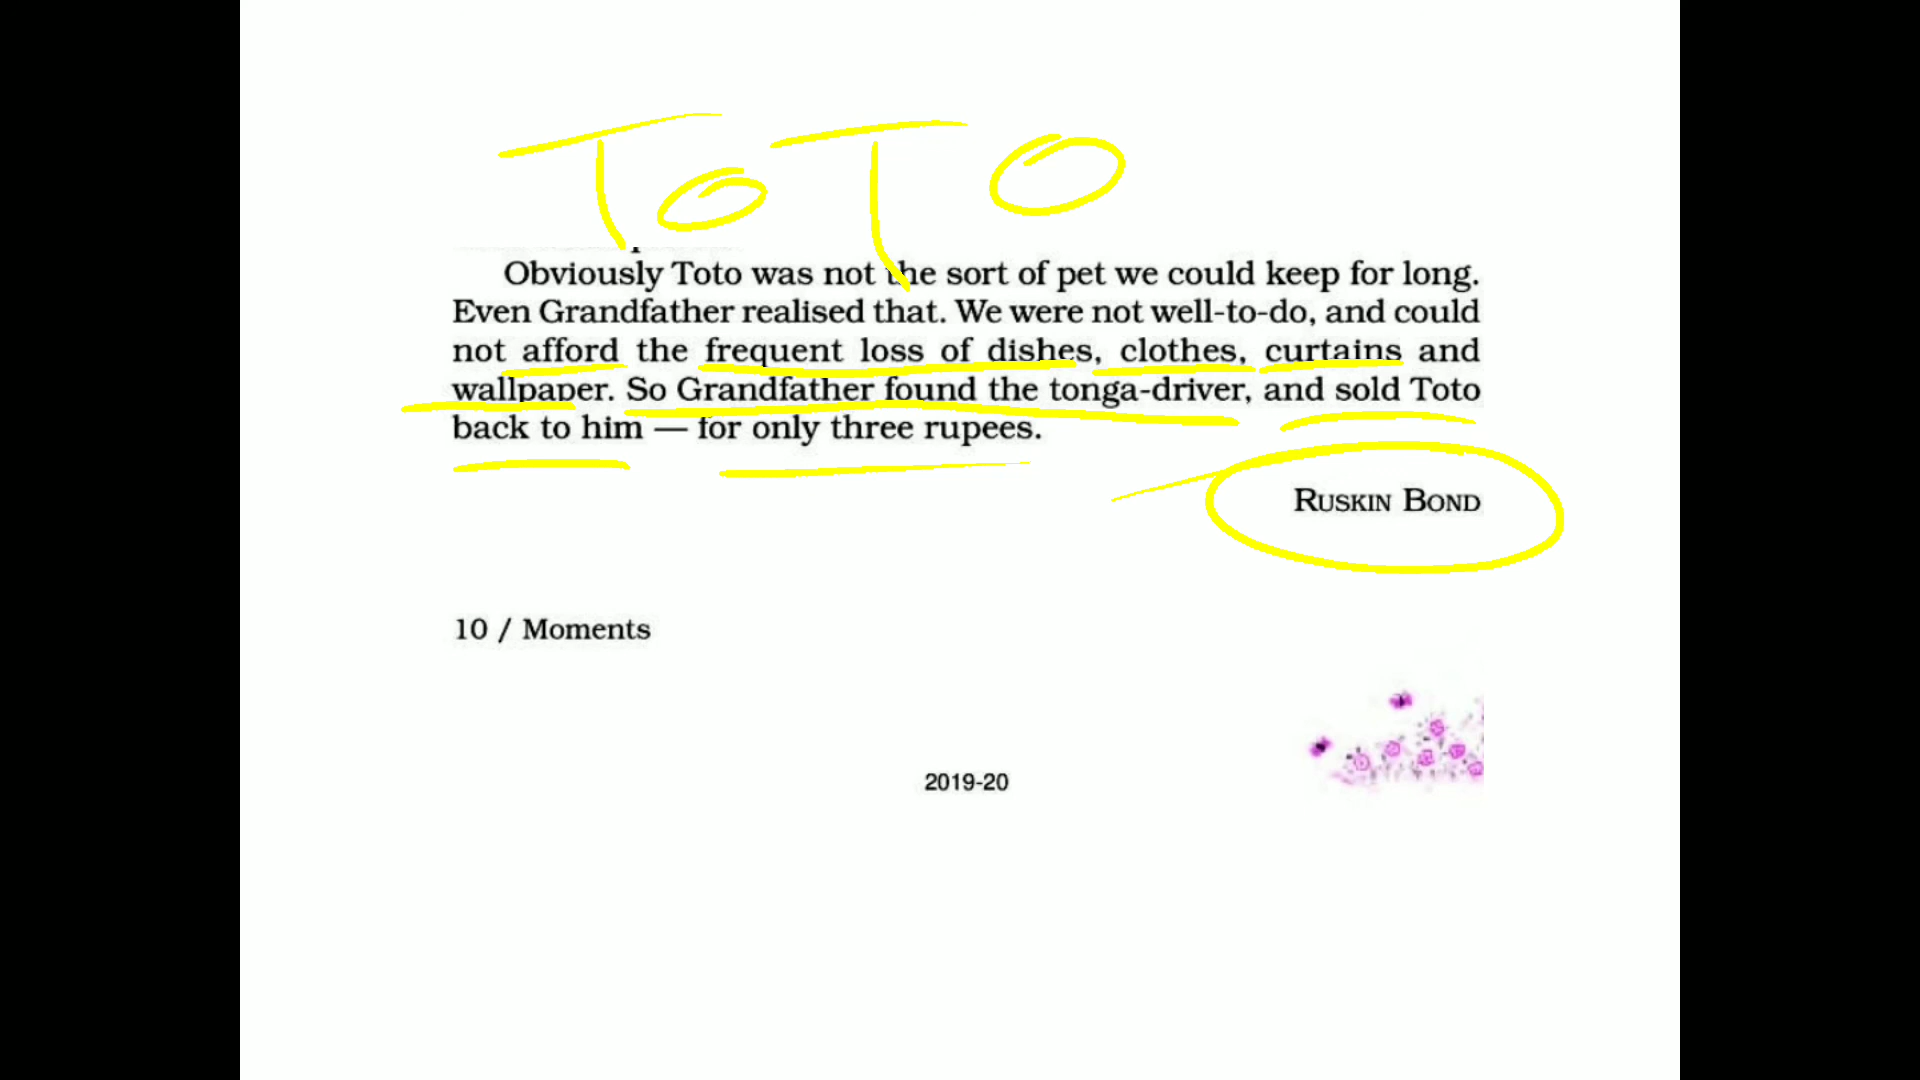 TOTO
Obviously Toto was not the sort of pet we could keep for long.
Even Grandfather realised that. We were not well-to-do, and could
not afford the frequent loss of dishes, clothes, curtains and
wallpaper. So Grandfather found the tonga-driver, and sold Toto
back to him — for only three rupees.
RUSKIN BOND
10 / Moments
2019-20